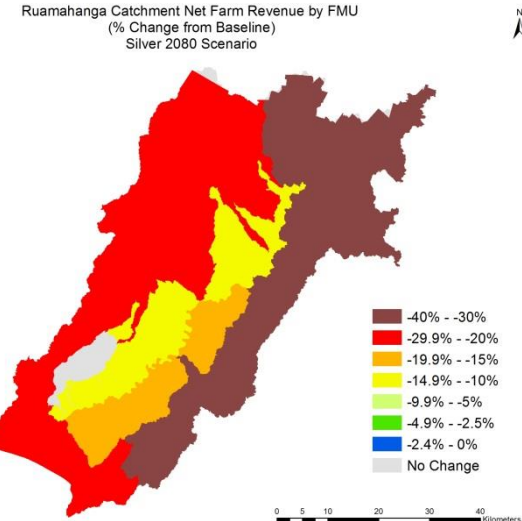 Ruamahanga Catchment Net Farm Revenue by FMU
(% Change from Baseline)
Silver 2080 Scenario
N
-40% - -30%
-29.9% - -20%
-19.9% - -15%
-14.9% - -10%
-9.9% - -5%
-4.9% - -2.5%
-2.4% - 0%
No Change
0 5 10 20 30 40
Kilometers